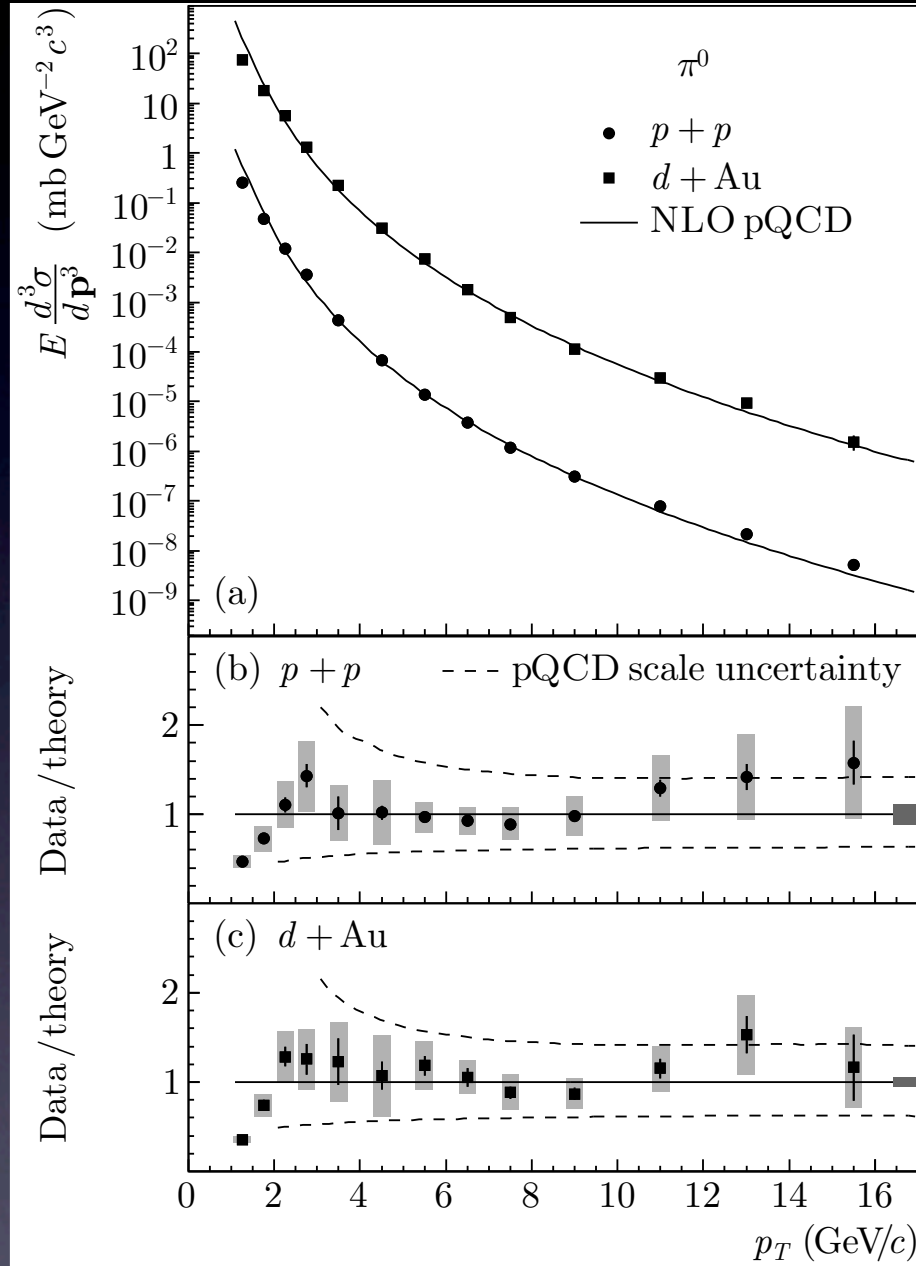 π⁰
p + p
d + Au
NLO pQCD
E d³σ/dp³ (mb GeV⁻² c³)
10²
10
1
10⁻¹
10⁻²
10⁻³
10⁻⁴
10⁻⁵
10⁻⁶
10⁻⁷
10⁻⁸
10⁻⁹
(a)
(b) p + p
pQCD scale uncertainty
Data / theory
2
1
(c) d + Au
Data / theory
2
1
0 2 4 6 8 10 12 14 16
p_T (GeV/c)